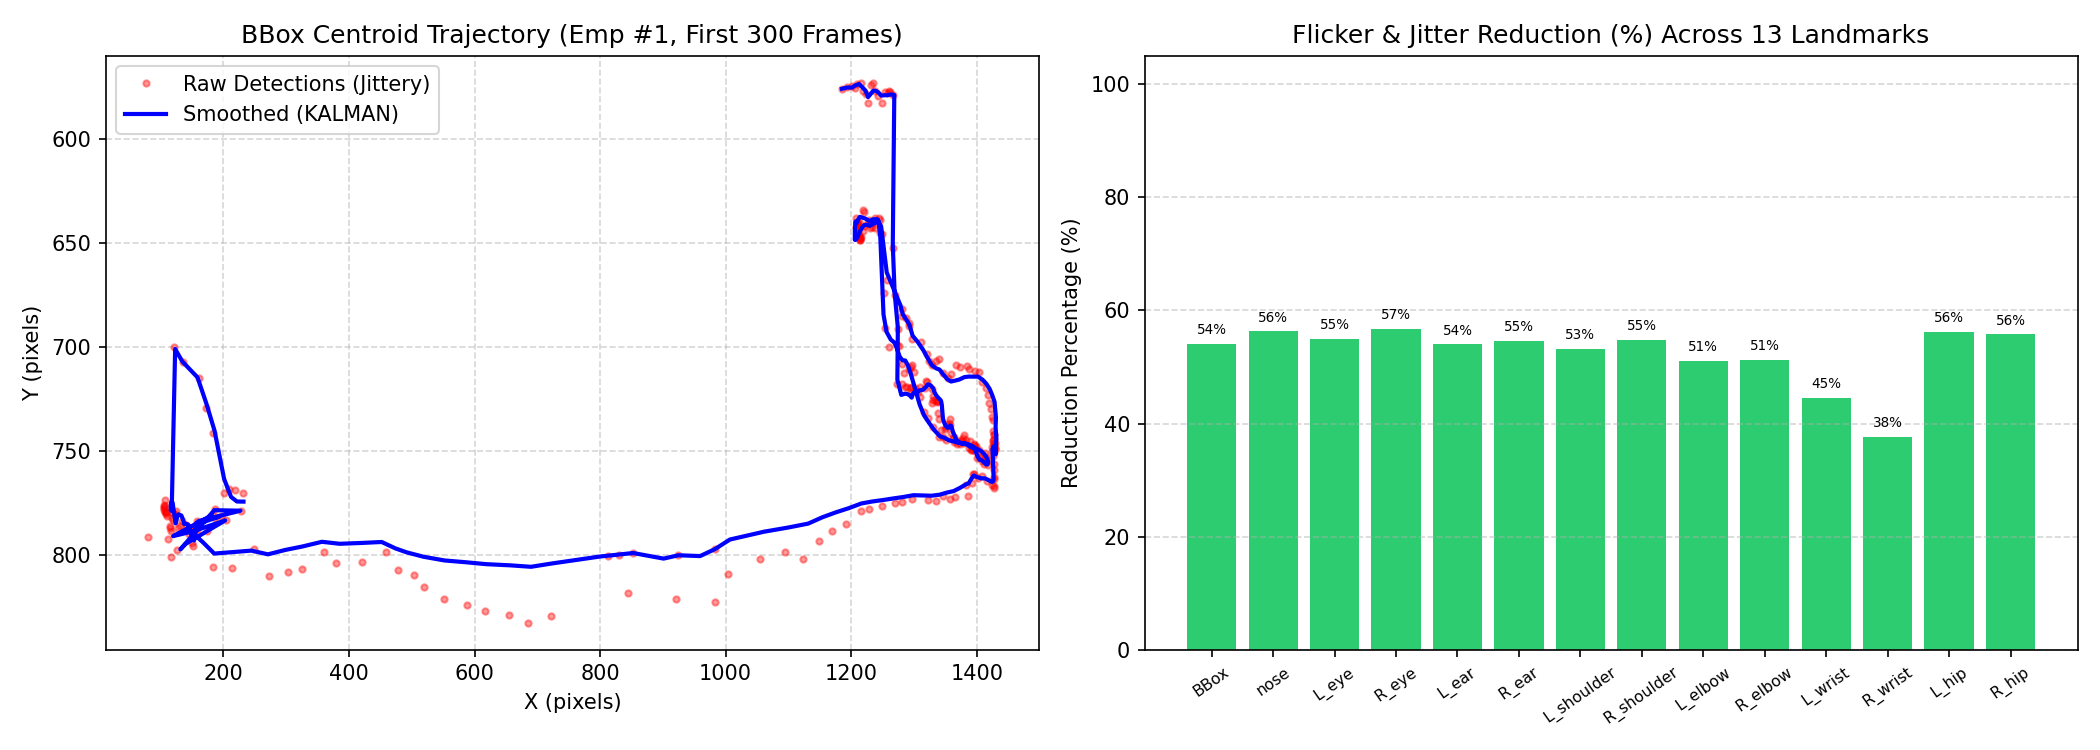 BBox Centroid Trajectory (Emp #1, First 300 Frames)
Raw Detections (Jittery)
Smoothed (KALMAN)
600
650
700
750
800
Y (pixels)
200 400 600 800 1000 1200 1400
X (pixels)
Flicker & Jitter Reduction (%) Across 13 Landmarks
100
80
60
40
20
0
Reduction Percentage (%)
54% 56% 55% 57% 54% 55% 53% 55% 51% 51% 45% 38% 56% 56%
BBox nose L_eye R_eye L_ear R_ear L_shoulder R_shoulder L_elbow R_elbow L_wrist R_wrist L_hip R_hip